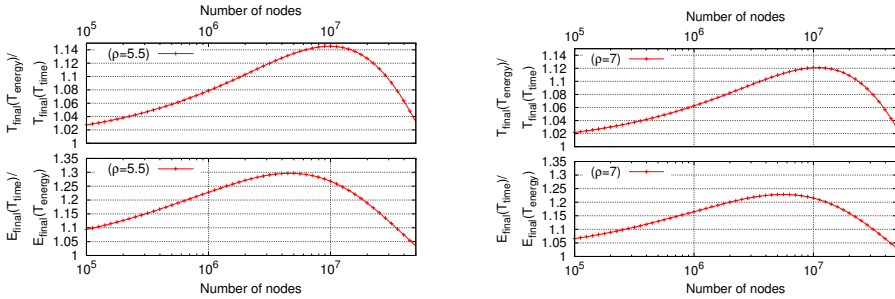 Number of nodes
10^5 10^6 10^7
T_final(T_energy)/
T_final(T_time)
1.14
1.12
1.1
1.08
1.06
1.04
1.02
1
(ρ=5.5)
E_final(T_time)/
E_final(T_energy)
1.35
1.3
1.25
1.2
1.15
1.1
1.05
1
(ρ=5.5)
10^5 10^6 10^7
Number of nodes
Number of nodes
10^5 10^6 10^7
T_final(T_energy)/
T_final(T_time)
1.14
1.12
1.1
1.08
1.06
1.04
1.02
1
(ρ=7)
E_final(T_time)/
E_final(T_energy)
1.35
1.3
1.25
1.2
1.15
1.1
1.05
1
(ρ=7)
10^5 10^6 10^7
Number of nodes